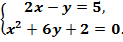 2x − y = 5,
x² + 6y + 2 = 0.